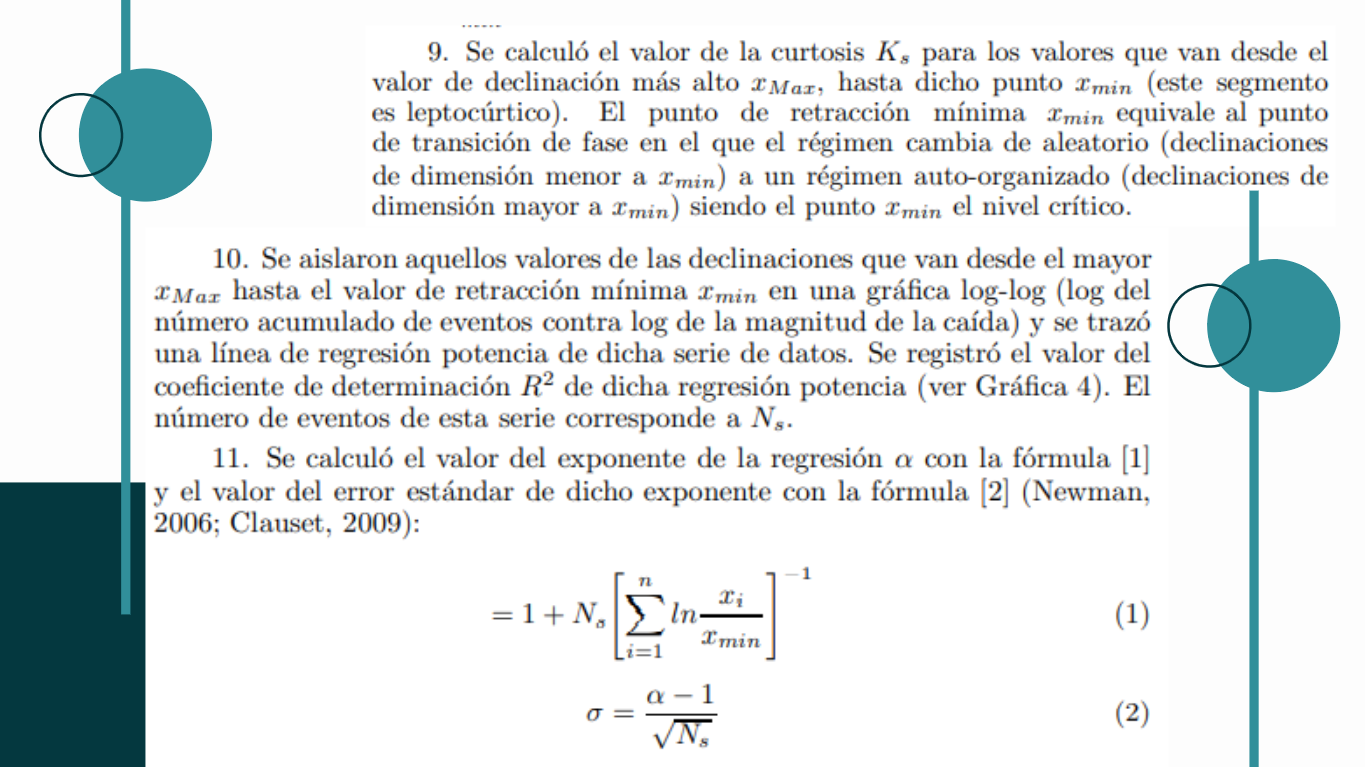 9. Se calculó el valor de la curtosis Kₛ para los valores que van desde el
valor de declinación más alto x_Max, hasta dicho punto x_min (este segmento
es leptocúrtico). El punto de retracción mínima x_min equivale al punto
de transición de fase en el que el régimen cambia de aleatorio (declinaciones
de dimensión menor a x_min) a un régimen auto-organizado (declinaciones de
dimensión mayor a x_min) siendo el punto x_min el nivel crítico.
10. Se aislaron aquellos valores de las declinaciones que van desde el mayor
x_Max hasta el valor de retracción mínima x_min en una gráfica log-log (log del
número acumulado de eventos contra log de la magnitud de la caída) y se trazó
una línea de regresión potencia de dicha serie de datos. Se registró el valor del
coeficiente de determinación R² de dicha regresión potencia (ver Gráfica 4). El
número de eventos de esta serie corresponde a Nₛ.
11. Se calculó el valor del exponente de la regresión α con la fórmula [1]
y el valor del error estándar de dicho exponente con la fórmula [2] (Newman,
2006; Clauset, 2009):
= 1 + Nₛ [∑_{i=1}^{n} ln x_i / x_min]⁻¹ (1)
σ = (α − 1) / √Nₛ (2)